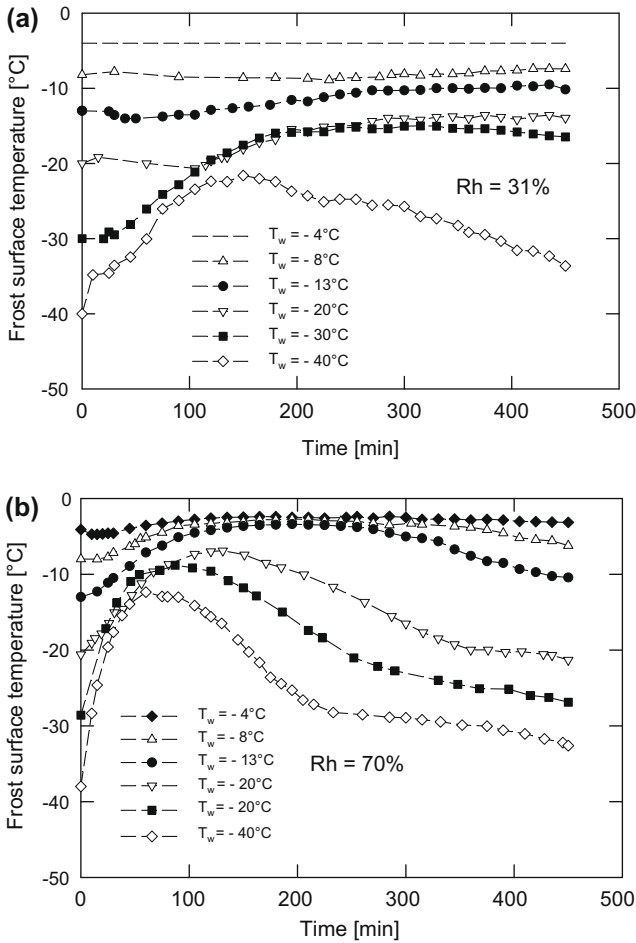 (a)
0
-10
-20
-30
-40
-50
Frost surface temperature [°C]
Rh = 31%
T_w = - 4°C
T_w = - 8°C
T_w = - 13°C
T_w = - 20°C
T_w = - 30°C
T_w = - 40°C
0 100 200 300 400 500
Time [min]
(b)
0
-10
-20
-30
-40
-50
Frost surface temperature [°C]
T_w = - 4°C
T_w = - 8°C
T_w = - 13°C
T_w = - 20°C
T_w = - 20°C
T_w = - 40°C
Rh = 70%
0 100 200 300 400 500
Time [min]